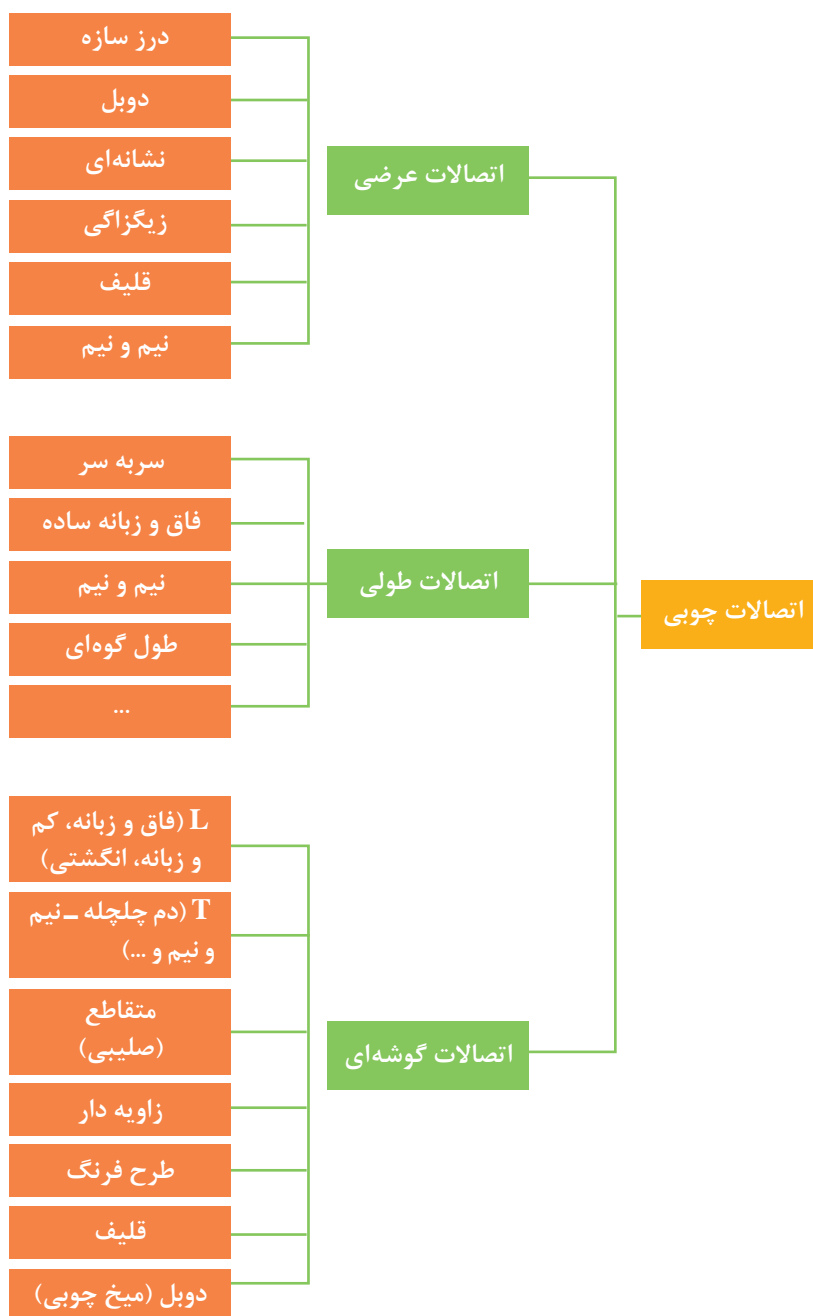 اتصالات چوبی
اتصالات عرضی
درز سازه
دوبل
نشانه‌ای
زیگزاگی
قلیف
نیم و نیم
اتصالات طولی
سربه سر
فاق و زبانه ساده
نیم و نیم
طول گوه‌ای
...
اتصالات گوشه‌ای
L (فاق و زبانه، کم
و زبانه، انگشتی)
T (دم چلچله ــ نیم
و نیم و ...)
متقاطع
(صلیبی)
زاویه دار
طرح فرنگ
قلیف
دوبل (میخ چوبی)